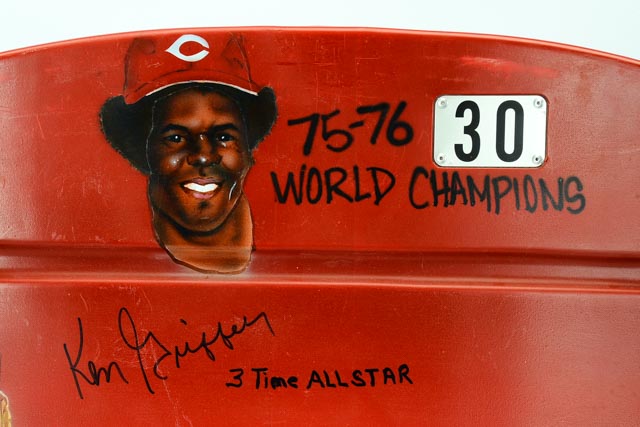 C
75-76
30
WORLD CHAMPIONS
Ken Griffey
3 Time ALLSTAR